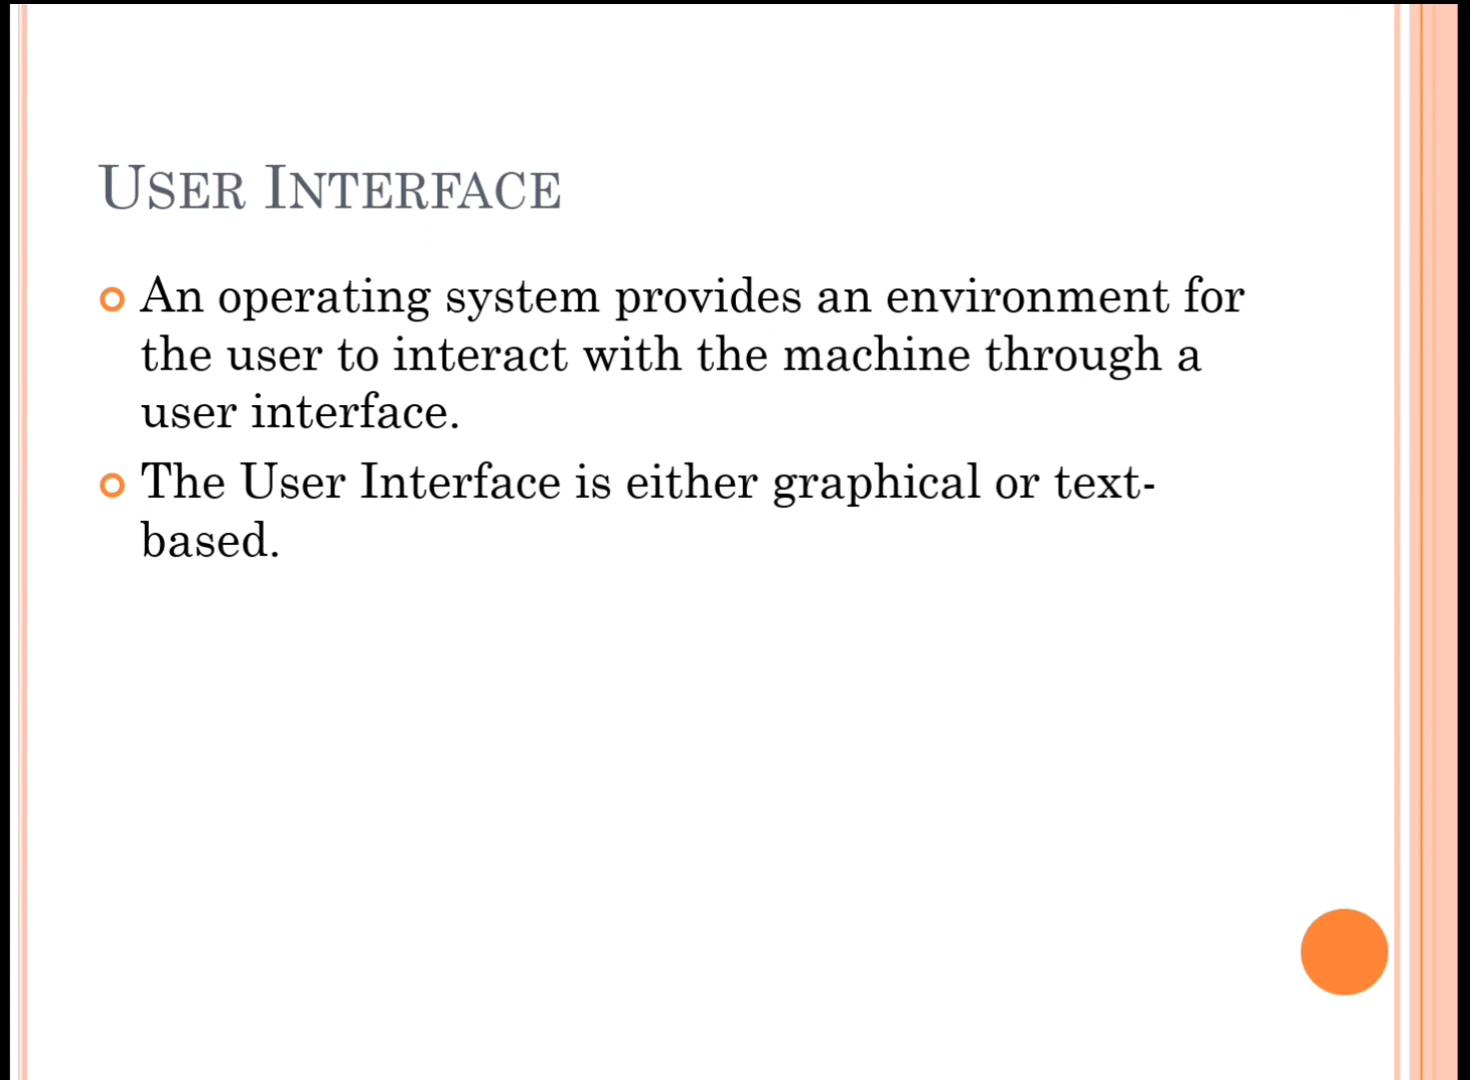 USER INTERFACE
An operating system provides an environment for
the user to interact with the machine through a
user interface.
The User Interface is either graphical or text-
based.